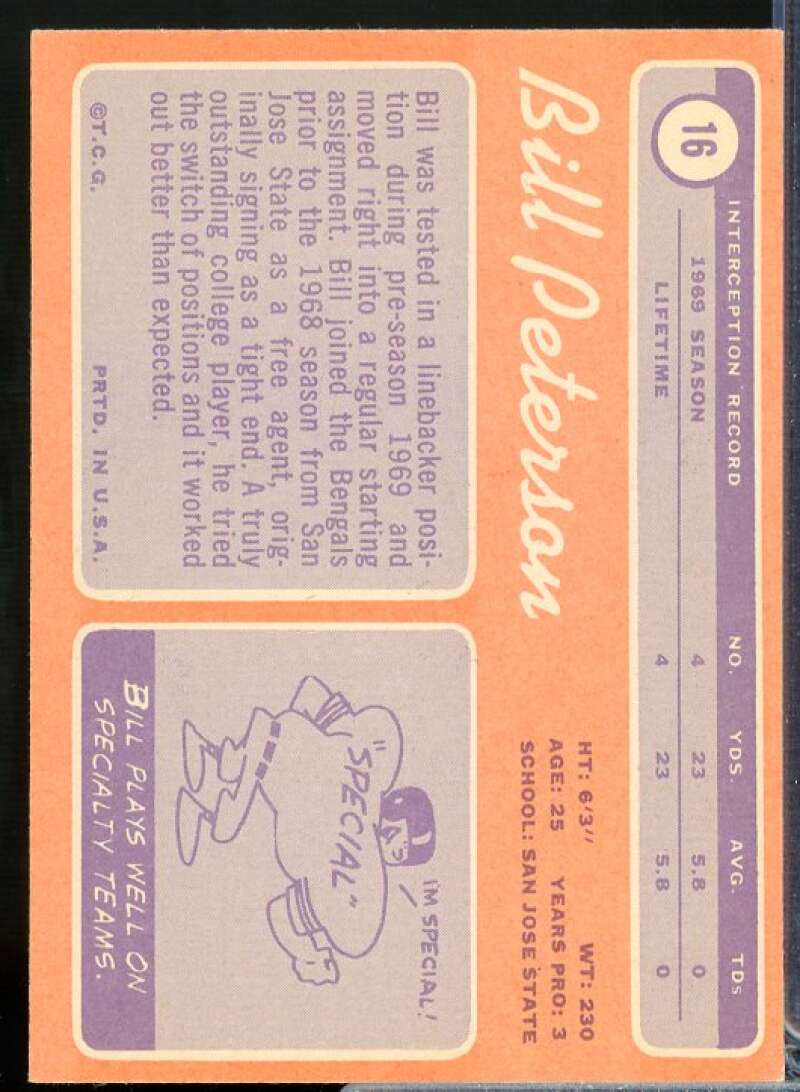 16
INTERCEPTION RECORD NO. YDS. AVG. TDs
1969 SEASON 4 23 5.8 0
LIFETIME 4 23 5.8 0
Bill Peterson
HT: 6'3" WT: 230
AGE: 25 YEARS PRO: 3
SCHOOL: SAN JOSE STATE
Bill was tested in a linebacker posi-
tion during pre-season 1969 and
moved right into a regular starting
assignment. Bill joined the Bengals
prior to the 1968 season from San
Jose State as a free agent, orig-
inally signing as a tight end. A truly
outstanding college player, he tried
the switch of positions and it worked
out better than expected.
©T.C.G. PRTD. IN U.S.A.
I'M SPECIAL!
"SPECIAL"
BILL PLAYS WELL ON
SPECIALTY TEAMS.